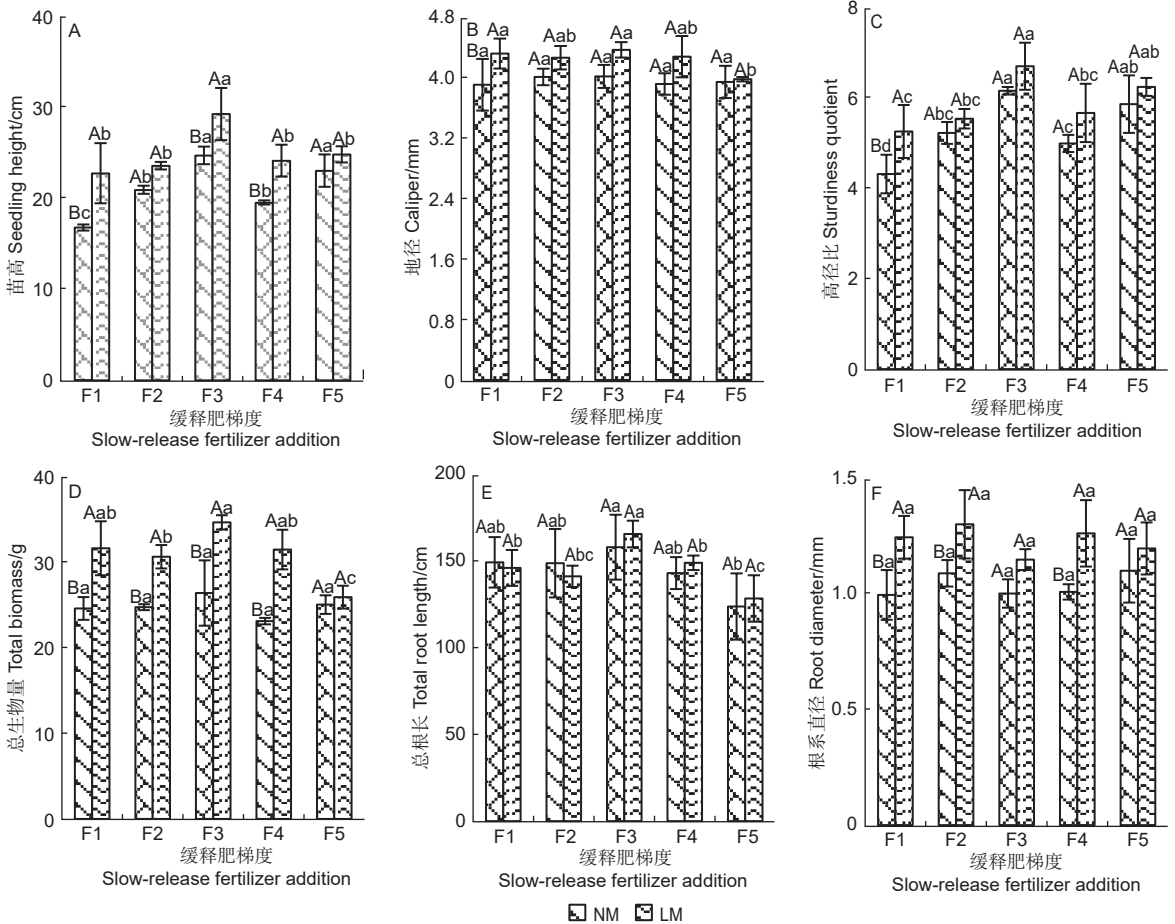 A
苗高 Seedling height/cm
40
30
20
10
0
Bc
Ab
Ab
Ab
Ba
Aa
Bb
Ab
Aa
Ab
F1 F2 F3 F4 F5
缓释肥梯度
Slow-release fertilizer addition
B
地径 Caliper/mm
4.8
4.0
3.2
2.4
1.6
0.8
0
Ba
Aa
Aa
Aab
Aa
Aa
Aa
Aab
Aa
Ab
F1 F2 F3 F4 F5
缓释肥梯度
Slow-release fertilizer addition
C
高径比 Sturdiness quotient
8
6
4
2
0
Bd
Ac
Abc
Abc
Aa
Aa
Ac
Abc
Aab
Aab
F1 F2 F3 F4 F5
缓释肥梯度
Slow-release fertilizer addition
D
总生物量 Total biomass/g
40
30
20
10
0
Ba
Aab
Ba
Ab
Ba
Aa
Ba
Aab
Aa
Ac
F1 F2 F3 F4 F5
缓释肥梯度
Slow-release fertilizer addition
E
总根长 Total root length/cm
200
150
100
50
0
Aab
Ab
Aab
Abc
Aa
Aa
Aab
Ab
Ab
Ac
F1 F2 F3 F4 F5
缓释肥梯度
Slow-release fertilizer addition
F
根系直径 Root diameter/mm
1.5
1.0
0.5
0
Ba
Aa
Ba
Aa
Aa
Aa
Ba
Aa
Aa
Aa
F1 F2 F3 F4 F5
缓释肥梯度
Slow-release fertilizer addition
NM LM